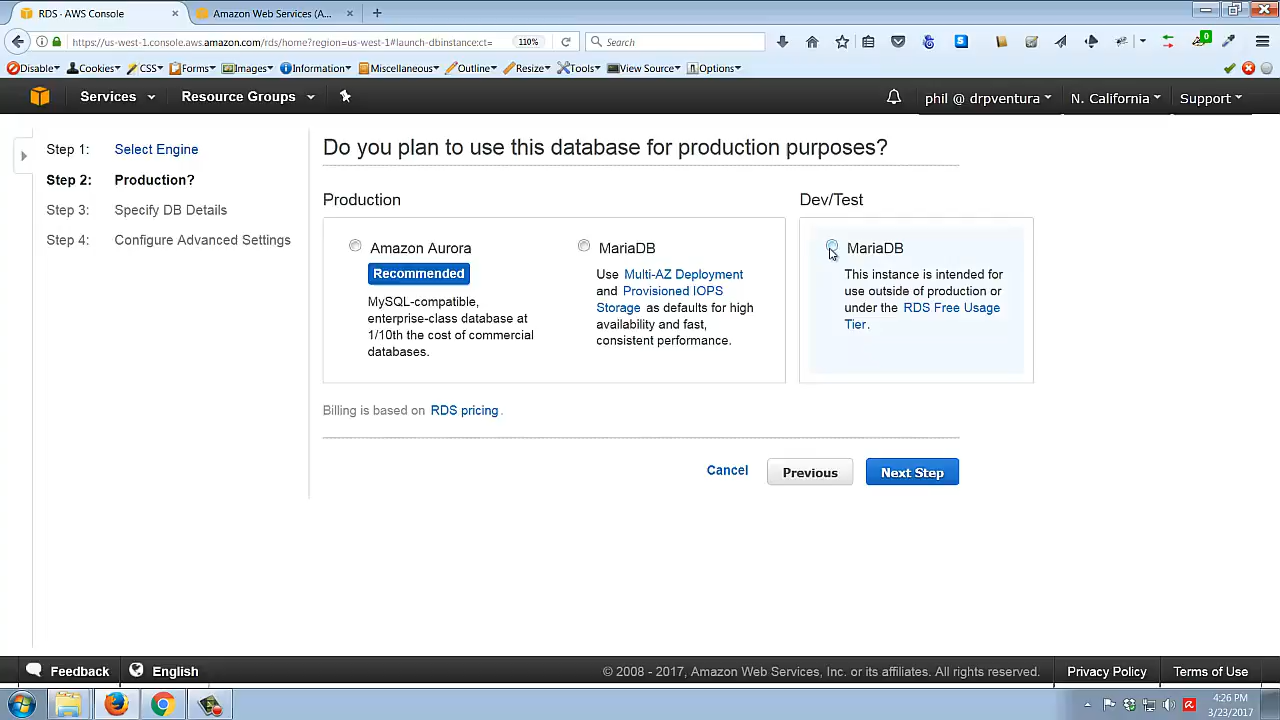 RDS · AWS Console
Amazon Web Services (A...
https://us-west-1.console.aws.amazon.com/rds/home?region=us-west-1#launch-dbinstance:ct=
110%
Search
0
Disable
Cookies
CSS
Forms
Images
Information
Miscellaneous
Outline
Resize
Tools
View Source
Options
Services
Resource Groups
phil @ drpventura
N. California
Support
Step 1: Select Engine
Step 2: Production?
Step 3: Specify DB Details
Step 4: Configure Advanced Settings
Do you plan to use this database for production purposes?
Production
Amazon Aurora
Recommended
MySQL-compatible,
enterprise-class database at
1/10th the cost of commercial
databases.
MariaDB
Use Multi-AZ Deployment
and Provisioned IOPS
Storage as defaults for high
availability and fast,
consistent performance.
Dev/Test
MariaDB
This instance is intended for
use outside of production or
under the RDS Free Usage
Tier.
Billing is based on RDS pricing.
Cancel
Previous
Next Step
Feedback
English
© 2008 - 2017, Amazon Web Services, Inc. or its affiliates. All rights reserved.
Privacy Policy
Terms of Use
4:26 PM
3/23/2017